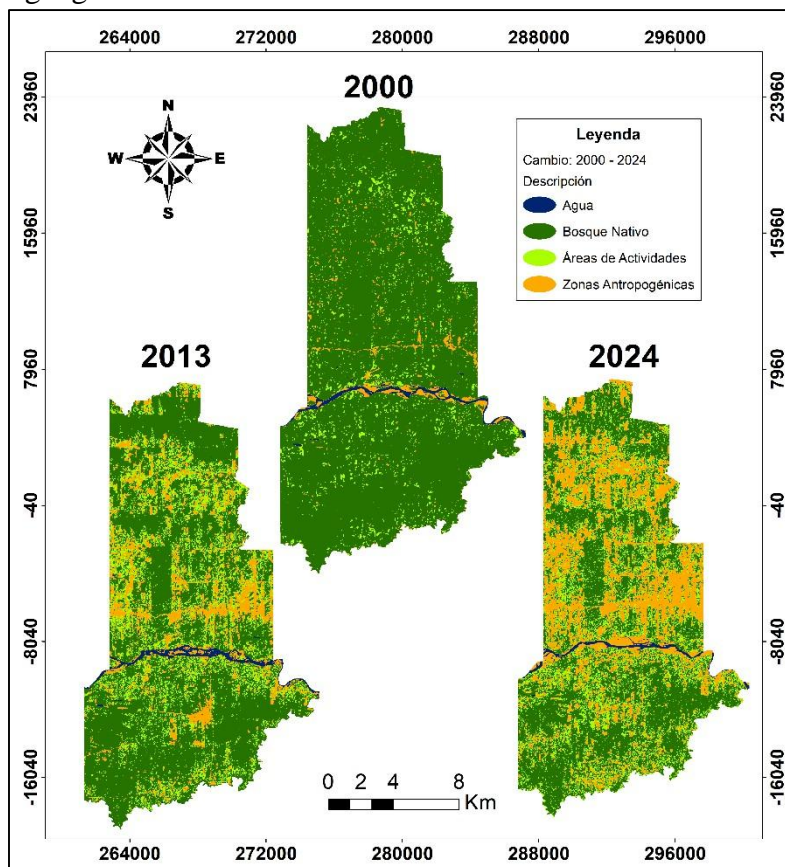 264000 272000 280000 288000 296000
2000
N
W E
S
Leyenda
Cambio: 2000 - 2024
Descripción
Agua
Bosque Nativo
Áreas de Actividades
Zonas Antropogénicas
2013
2024
23960
15960
7960
-40
-8040
-16040
23960
15960
7960
-40
-8040
-16040
0 2 4 8
Km
264000 272000 280000 288000 296000